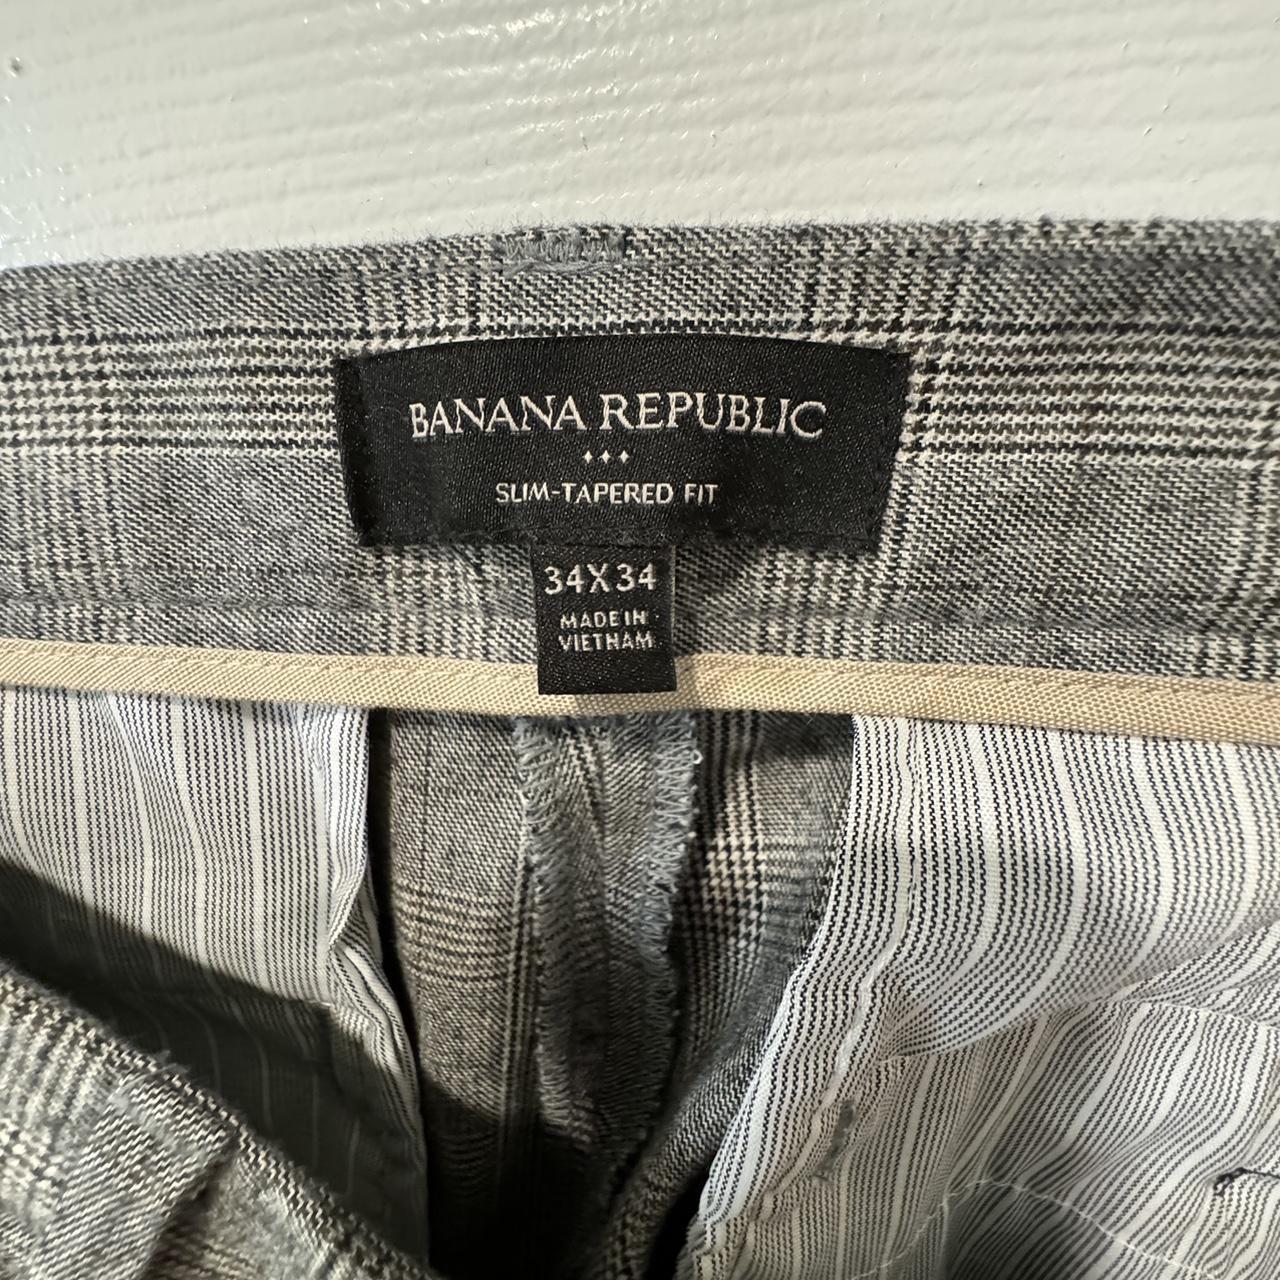 BANANA REPUBLIC
SLIM-TAPERED FIT
34X34
MADE IN
VIETNAM